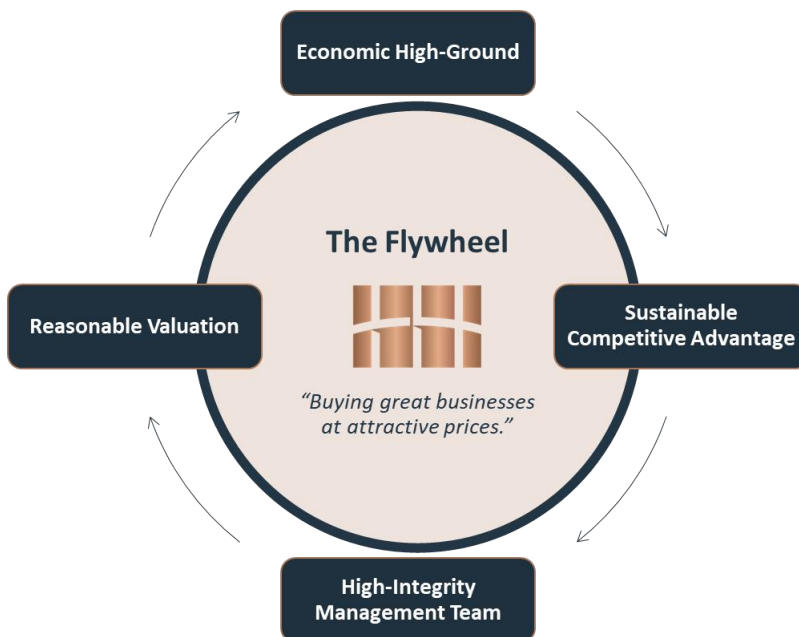 Economic High-Ground
The Flywheel
Reasonable Valuation
Sustainable
Competitive Advantage
“Buying great businesses
at attractive prices.”
High-Integrity
Management Team